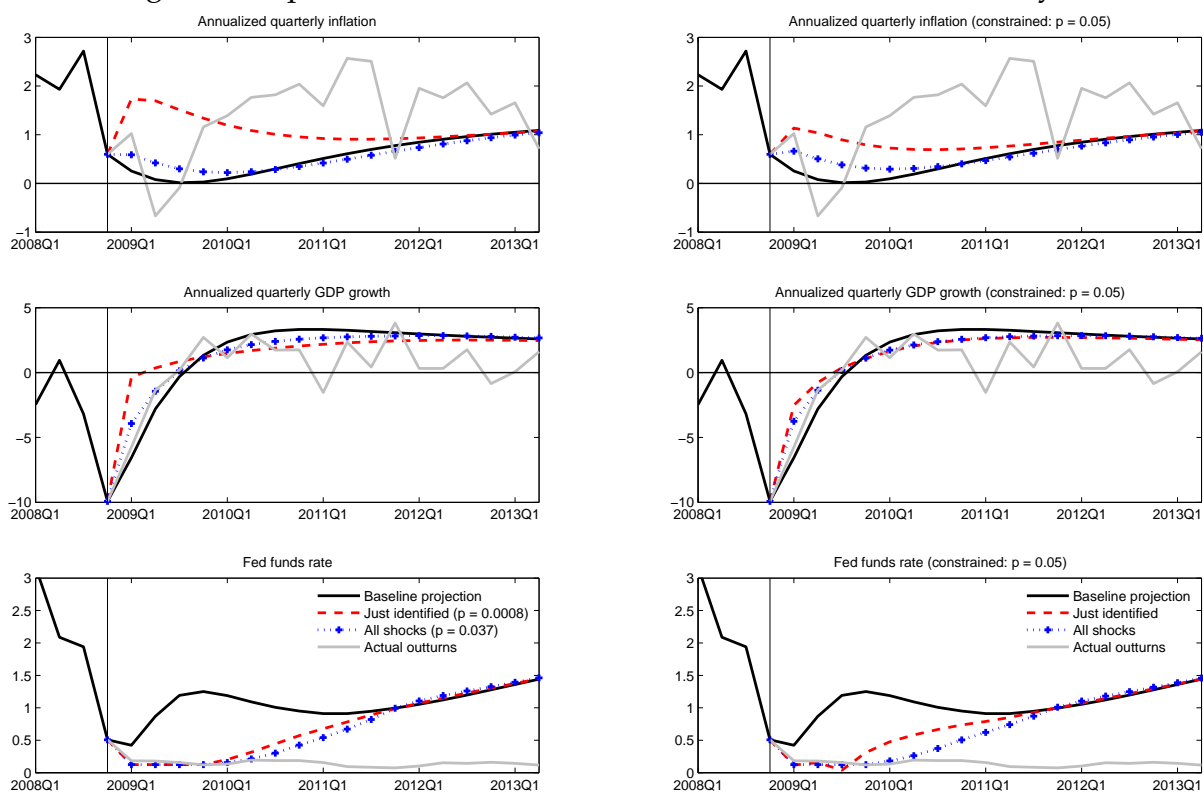 Annualized quarterly inflation
3
2
1
0
−1
2008Q1 2009Q1 2010Q1 2011Q1 2012Q1 2013Q1
Annualized quarterly inflation (constrained: p = 0.05)
3
2
1
0
−1
2008Q1 2009Q1 2010Q1 2011Q1 2012Q1 2013Q1
Annualized quarterly GDP growth
5
0
−5
−10
2008Q1 2009Q1 2010Q1 2011Q1 2012Q1 2013Q1
Annualized quarterly GDP growth (constrained: p = 0.05)
5
0
−5
−10
2008Q1 2009Q1 2010Q1 2011Q1 2012Q1 2013Q1
Fed funds rate
3
2.5
2
1.5
1
0.5
0
2008Q1 2009Q1 2010Q1 2011Q1 2012Q1 2013Q1
Baseline projection
Just identified (p = 0.0008)
All shocks (p = 0.037)
Actual outturns
Fed funds rate (constrained: p = 0.05)
3
2.5
2
1.5
1
0.5
0
2008Q1 2009Q1 2010Q1 2011Q1 2012Q1 2013Q1
Baseline projection
Just identified
All shocks
Actual outturns